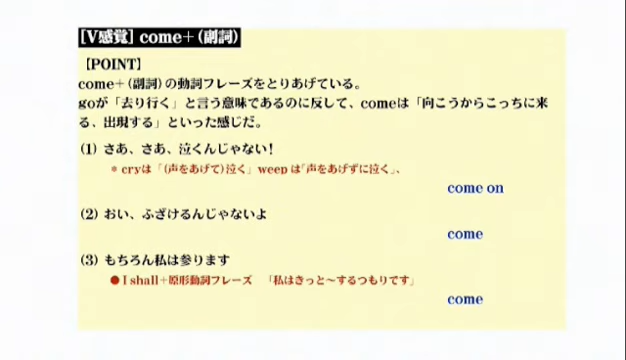 [V感覚] come+(副詞)
【POINT】
come+(副詞)の動詞フレーズをとりあげている。
goが「去り行く」と言う意味であるのに反して、comeは「向こうからこっちに来
る、出現する」といった感じだ。
(1) さあ、さあ、泣くんじゃない!
* cryは「(声をあげて)泣く」weep は「声をあげずに泣く」、
come on
(2) おい、ふざけるんじゃないよ
come
(3) もちろん私は参ります
●I shall+原形動詞フレーズ 「私はきっと～するつもりです」
come